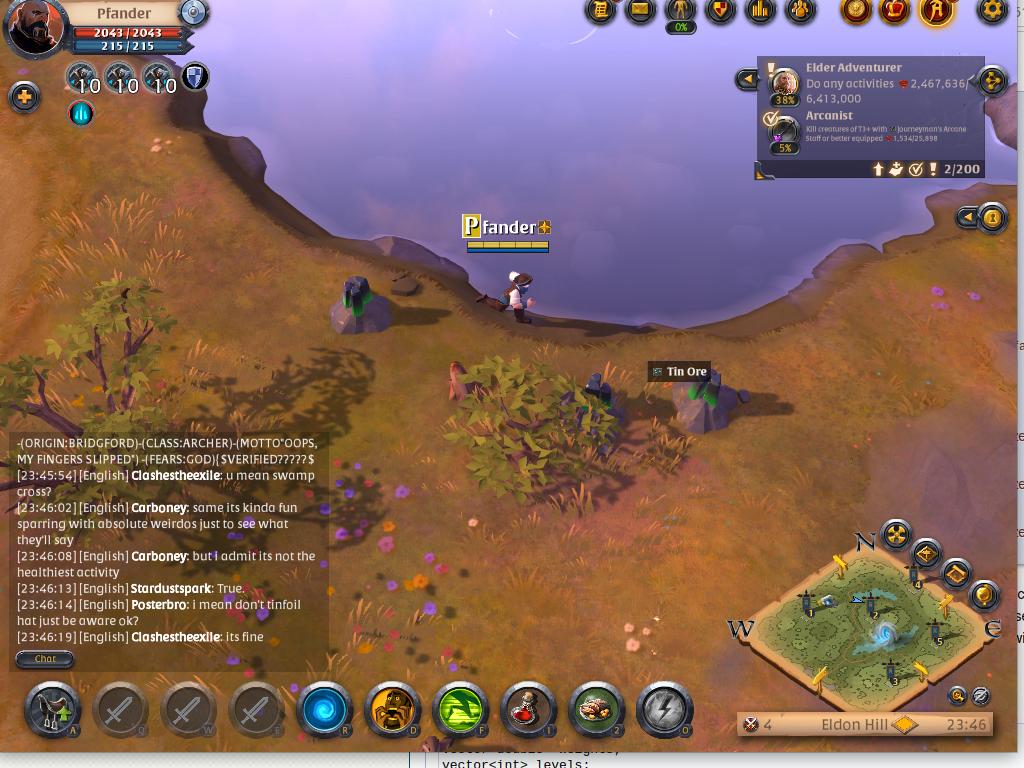 Pfander
2043 / 2043
215 / 215
10
10
10
0%
Elder Adventurer
Do any activities 2,467,636/
6,413,000
38%
Arcanist
Kill creatures of T3+ with Journeyman's Arcane
Staff or better equipped 1,534/25,898
5%
2/200
Pfander
Tin Ore
-(ORIGIN:BRIDGFORD)-(CLASS:ARCHER)-(MOTTO"OOPS,
MY FINGERS SLIPPED") -(FEARS:GOD){$VERIFIED?????$
[23:45:54] [English] Clashestheexile: u mean swamp
cross?
[23:46:02] [English] Carboney: same its kinda fun
sparring with absolute weirdos just to see what
they'll say
[23:46:08] [English] Carboney: but i admit its not the
healthiest activity
[23:46:13] [English] Stardustspark: True.
[23:46:14] [English] Posterbro: i mean don't tinfoil
hat just be aware ok?
[23:46:19] [English] Clashestheexile: its fine
Chat
A
Q
W
E
R
D
F
1
2
O
N
W
E
4
2
5
3
4
Eldon Hill
23:46
vector<int> levels;